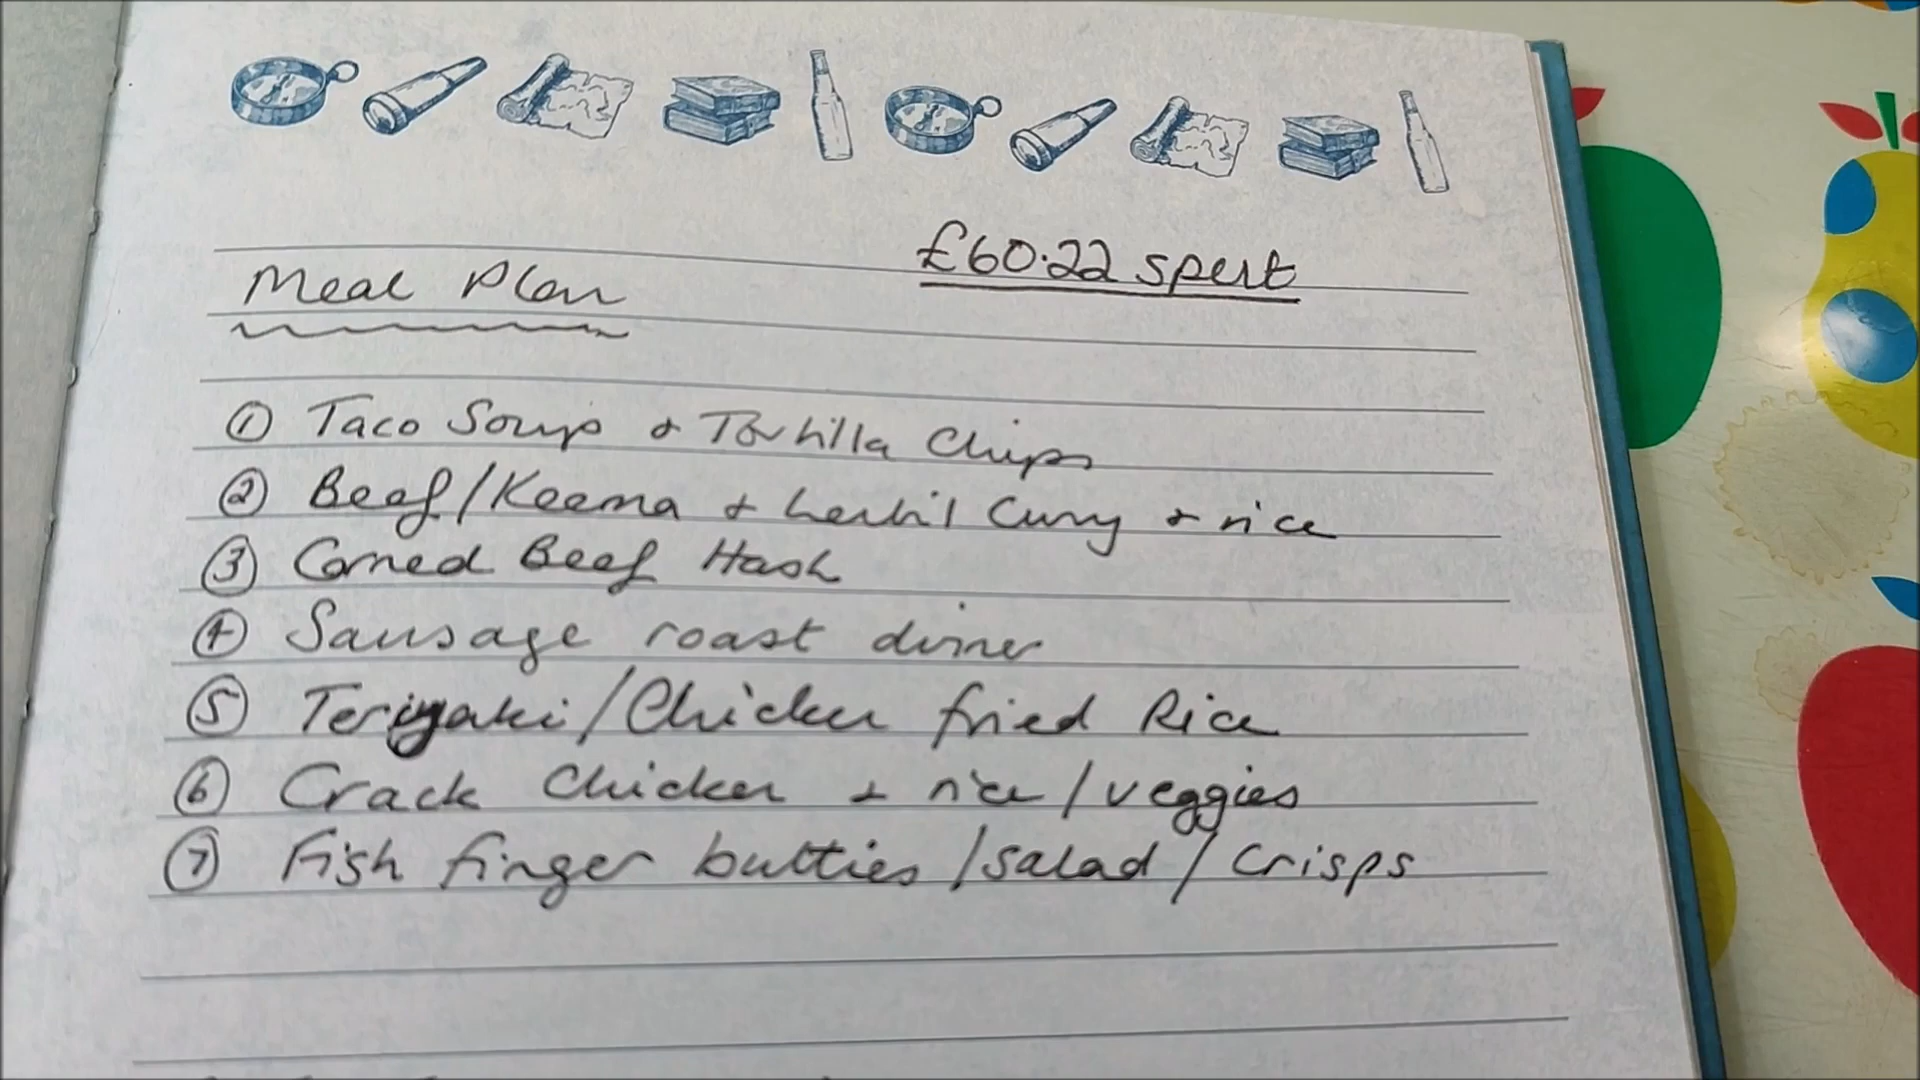 £60.22 spent
Meal Plan
① Taco Soup & Tortilla Chips
② Beef/Keema & Lentil Curry & rice
③ Corned Beef Hash
④ Sausage roast dinner
⑤ Teriyaki/Chicken fried Rice
⑥ Crack Chicken & rice/veggies
⑦ Fish finger butties/salad/crisps